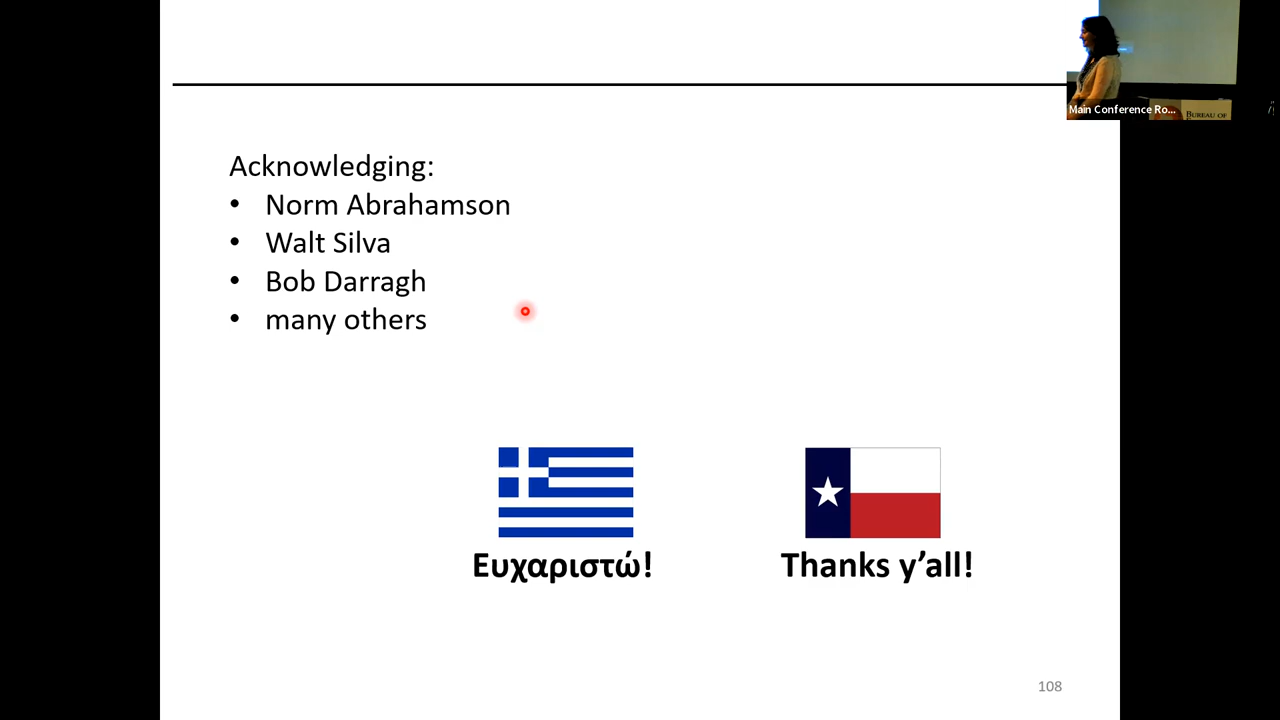 Main Conference Ro...
BUREAU OF
Acknowledging:
• Norm Abrahamson
• Walt Silva
• Bob Darragh
• many others
Ευχαριστώ!
Thanks y’all!
108